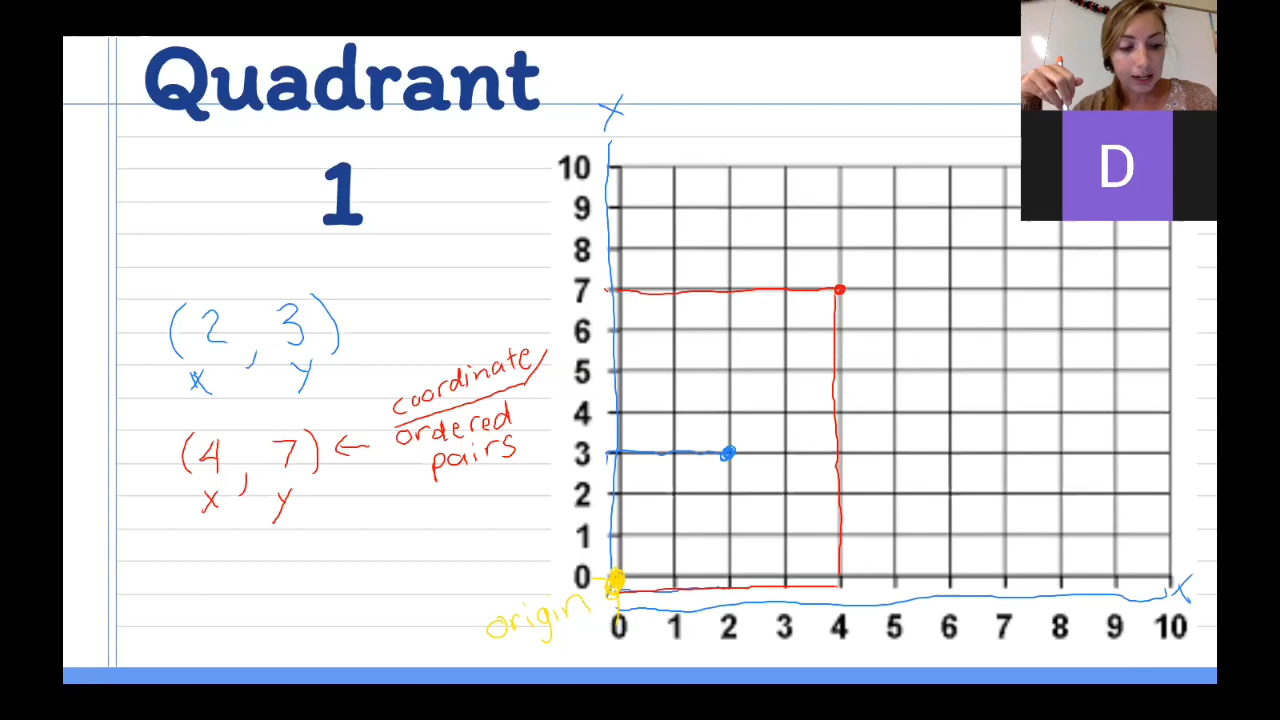 Quadrant
1
(2, 3)
x y
(4, 7) ←
x, y
coordinate/
ordered
pairs
10
9
8
7
6
5
4
3
2
1
0
origin
0 1 2 3 4 5 6 7 8 9 10
x
D